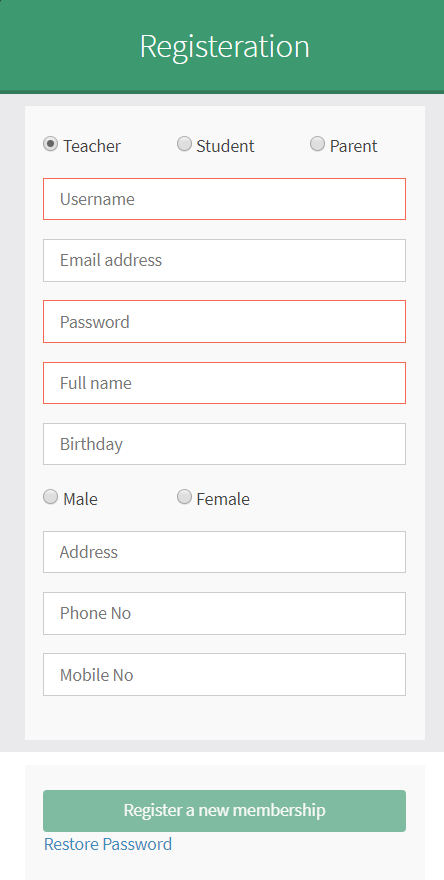 Registeration
Teacher Student Parent
Username
Email address
Password
Full name
Birthday
Male Female
Address
Phone No
Mobile No
Register a new membership
Restore Password